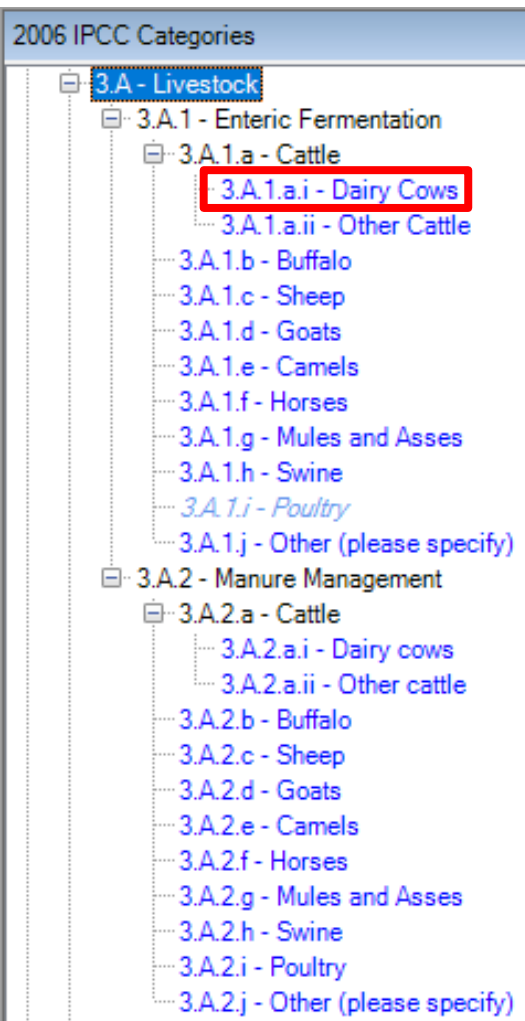 2006 IPCC Categories
3.A - Livestock
3.A.1 - Enteric Fermentation
3.A.1.a - Cattle
3.A.1.a.i - Dairy Cows
3.A.1.a.ii - Other Cattle
3.A.1.b - Buffalo
3.A.1.c - Sheep
3.A.1.d - Goats
3.A.1.e - Camels
3.A.1.f - Horses
3.A.1.g - Mules and Asses
3.A.1.h - Swine
3.A.1.i - Poultry
3.A.1.j - Other (please specify)
3.A.2 - Manure Management
3.A.2.a - Cattle
3.A.2.a.i - Dairy cows
3.A.2.a.ii - Other cattle
3.A.2.b - Buffalo
3.A.2.c - Sheep
3.A.2.d - Goats
3.A.2.e - Camels
3.A.2.f - Horses
3.A.2.g - Mules and Asses
3.A.2.h - Swine
3.A.2.i - Poultry
3.A.2.j - Other (please specify)